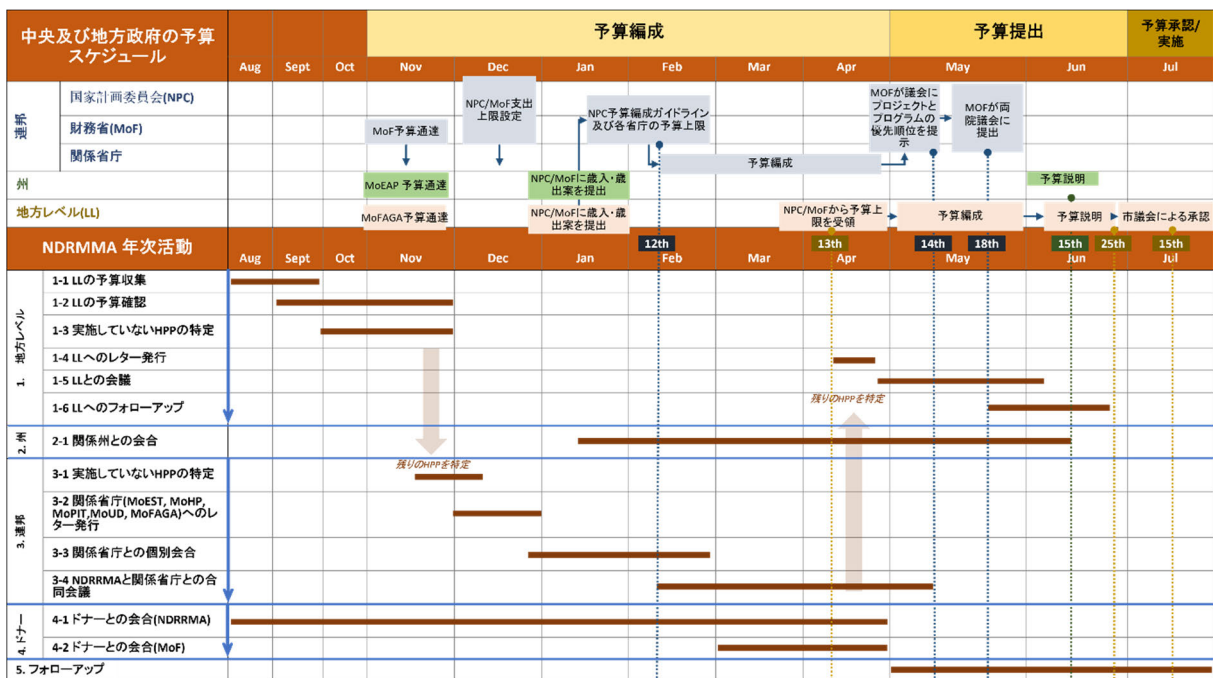 中央及び地方政府の予算
スケジュール
予算編成
予算提出
予算承認/
実施
Aug
Sept
Oct
Nov
Dec
Jan
Feb
Mar
Apr
May
Jun
Jul
連邦
国家計画委員会(NPC)
財務省(MoF)
関係省庁
MoF予算通達
NPC/MoF支出
上限設定
NPC予算編成ガイドライン
及び各省庁の予算上限
予算編成
MOFが議会に
プロジェクトと
プログラムの
優先順位を提
示
MOFが両
院議会に
提出
州
MoEAP 予算通達
NPC/MoFに歳入・歳
出案を提出
予算説明
地方レベル(LL)
MoFAGA予算通達
NPC/MoFに歳入・歳
出案を提出
NPC/MoFから予算上
限を受領
予算編成
予算説明
市議会による承認
NDRMMA 年次活動
12th
13th
14th
18th
15th
25th
15th
Aug
Sept
Oct
Nov
Dec
Jan
Feb
Mar
Apr
May
Jun
Jul
1. 地方レベル
1-1 LLの予算収集
1-2 LLの予算確認
1-3 実施していないHPPの特定
1-4 LLへのレター発行
1-5 LLとの会議
残りのHPPを特定
1-6 LLへのフォローアップ
2. 州
2-1 関係州との会合
残りのHPPを特定
3. 連邦
3-1 実施していないHPPの特定
3-2 関係省庁(MoEST, MoHP,
MoPIT,MoUD, MoFAGA)へのレ
ター発行
3-3 関係省庁との個別会合
3-4 NDRRMAと関係省庁との合
同会議
4. ドナー
4-1 ドナーとの会合(NDRRMA)
4-2 ドナーとの会合(MoF)
5. フォローアップ